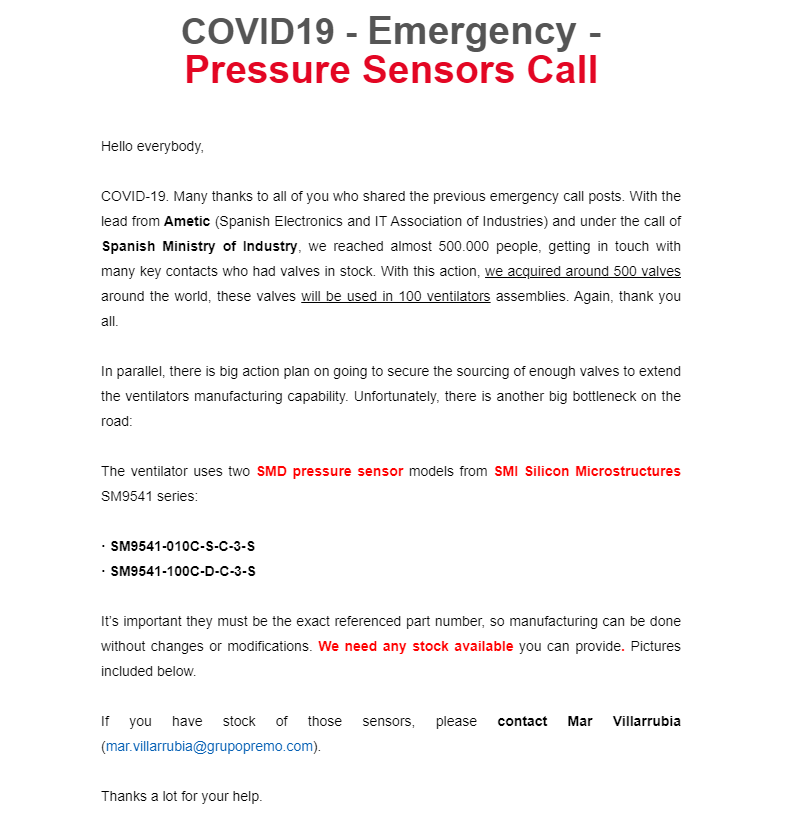 COVID19 - Emergency -
Pressure Sensors Call
Hello everybody,
COVID-19. Many thanks to all of you who shared the previous emergency call posts. With the
lead from Ametic (Spanish Electronics and IT Association of Industries) and under the call of
Spanish Ministry of Industry, we reached almost 500.000 people, getting in touch with
many key contacts who had valves in stock. With this action, we acquired around 500 valves
around the world, these valves will be used in 100 ventilators assemblies. Again, thank you
all.
In parallel, there is big action plan on going to secure the sourcing of enough valves to extend
the ventilators manufacturing capability. Unfortunately, there is another big bottleneck on the
road:
The ventilator uses two SMD pressure sensor models from SMI Silicon Microstructures
SM9541 series:
· SM9541-010C-S-C-3-S
· SM9541-100C-D-C-3-S
It's important they must be the exact referenced part number, so manufacturing can be done
without changes or modifications. We need any stock available you can provide. Pictures
included below.
If you have stock of those sensors, please contact Mar Villarrubia
(mar.villarrubia@grupopremo.com).
Thanks a lot for your help.